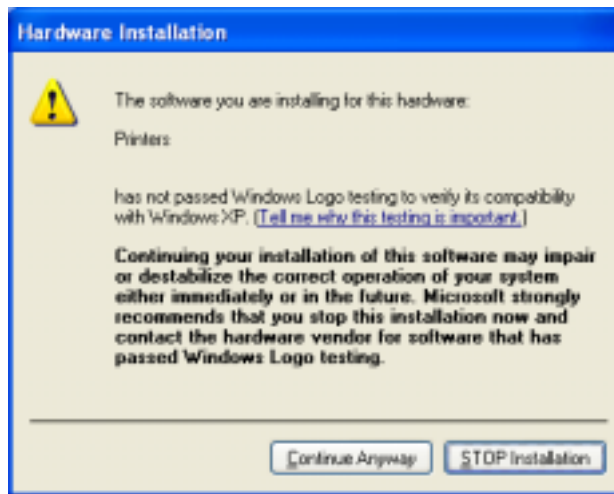 Hardware Installation
The software you are installing for this hardware:
Printers
has not passed Windows Logo testing to verify its compatibility
with Windows XP. (Tell me why this testing is important.)
Continuing your installation of this software may impair
or destabilize the correct operation of your system
either immediately or in the future. Microsoft strongly
recommends that you stop this installation now and
contact the hardware vendor for software that has
passed Windows Logo testing.
Continue Anyway STOP Installation